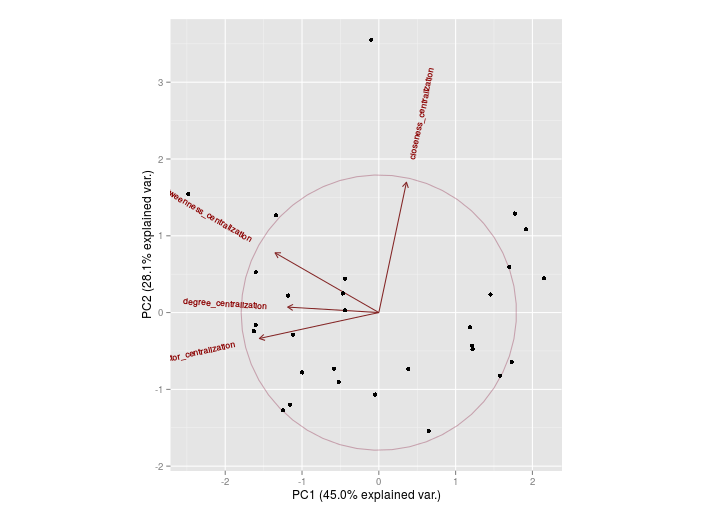 closeness_centralization
weenness_centralization
degree_centralization
tor_centralization
3
2
1
0
-1
-2
PC2 (28.1% explained var.)
-2
-1
0
1
2
PC1 (45.0% explained var.)